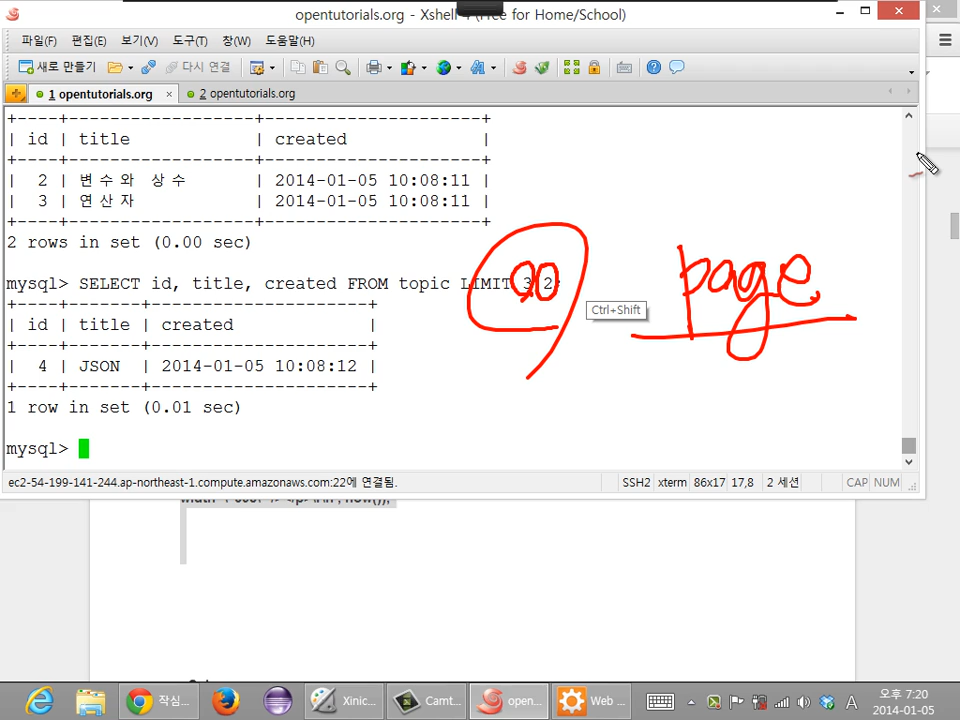 opentutorials.org - Xshell 4 (Free for Home/School)
파일(F) 편집(E) 보기(V) 도구(T) 창(W) 도움말(H)
새로 만들기 다시 연결
1 opentutorials.org × 2 opentutorials.org
+----+------------------+---------------------+
| id | title | created |
+----+------------------+---------------------+
| 2 | 변수와 상수 | 2014-01-05 10:08:11 |
| 3 | 연산자 | 2014-01-05 10:08:11 |
+----+------------------+---------------------+
2 rows in set (0.00 sec)
mysql> SELECT id, title, created FROM topic LIMIT 3,2;
page
Ctrl+Shift
+----+-------+---------------------+
| id | title | created |
+----+-------+---------------------+
| 4 | JSON | 2014-01-05 10:08:12 |
+----+-------+---------------------+
1 row in set (0.01 sec)
mysql>
ec2-54-199-141-244.ap-northeast-1.compute.amazonaws.com:22에 연결됨. SSH2 xterm 86x17 17,8 2 세션 CAP NUM
작심... Xinic... Camt... open... Web ... A 오후 7:20
2014-01-05